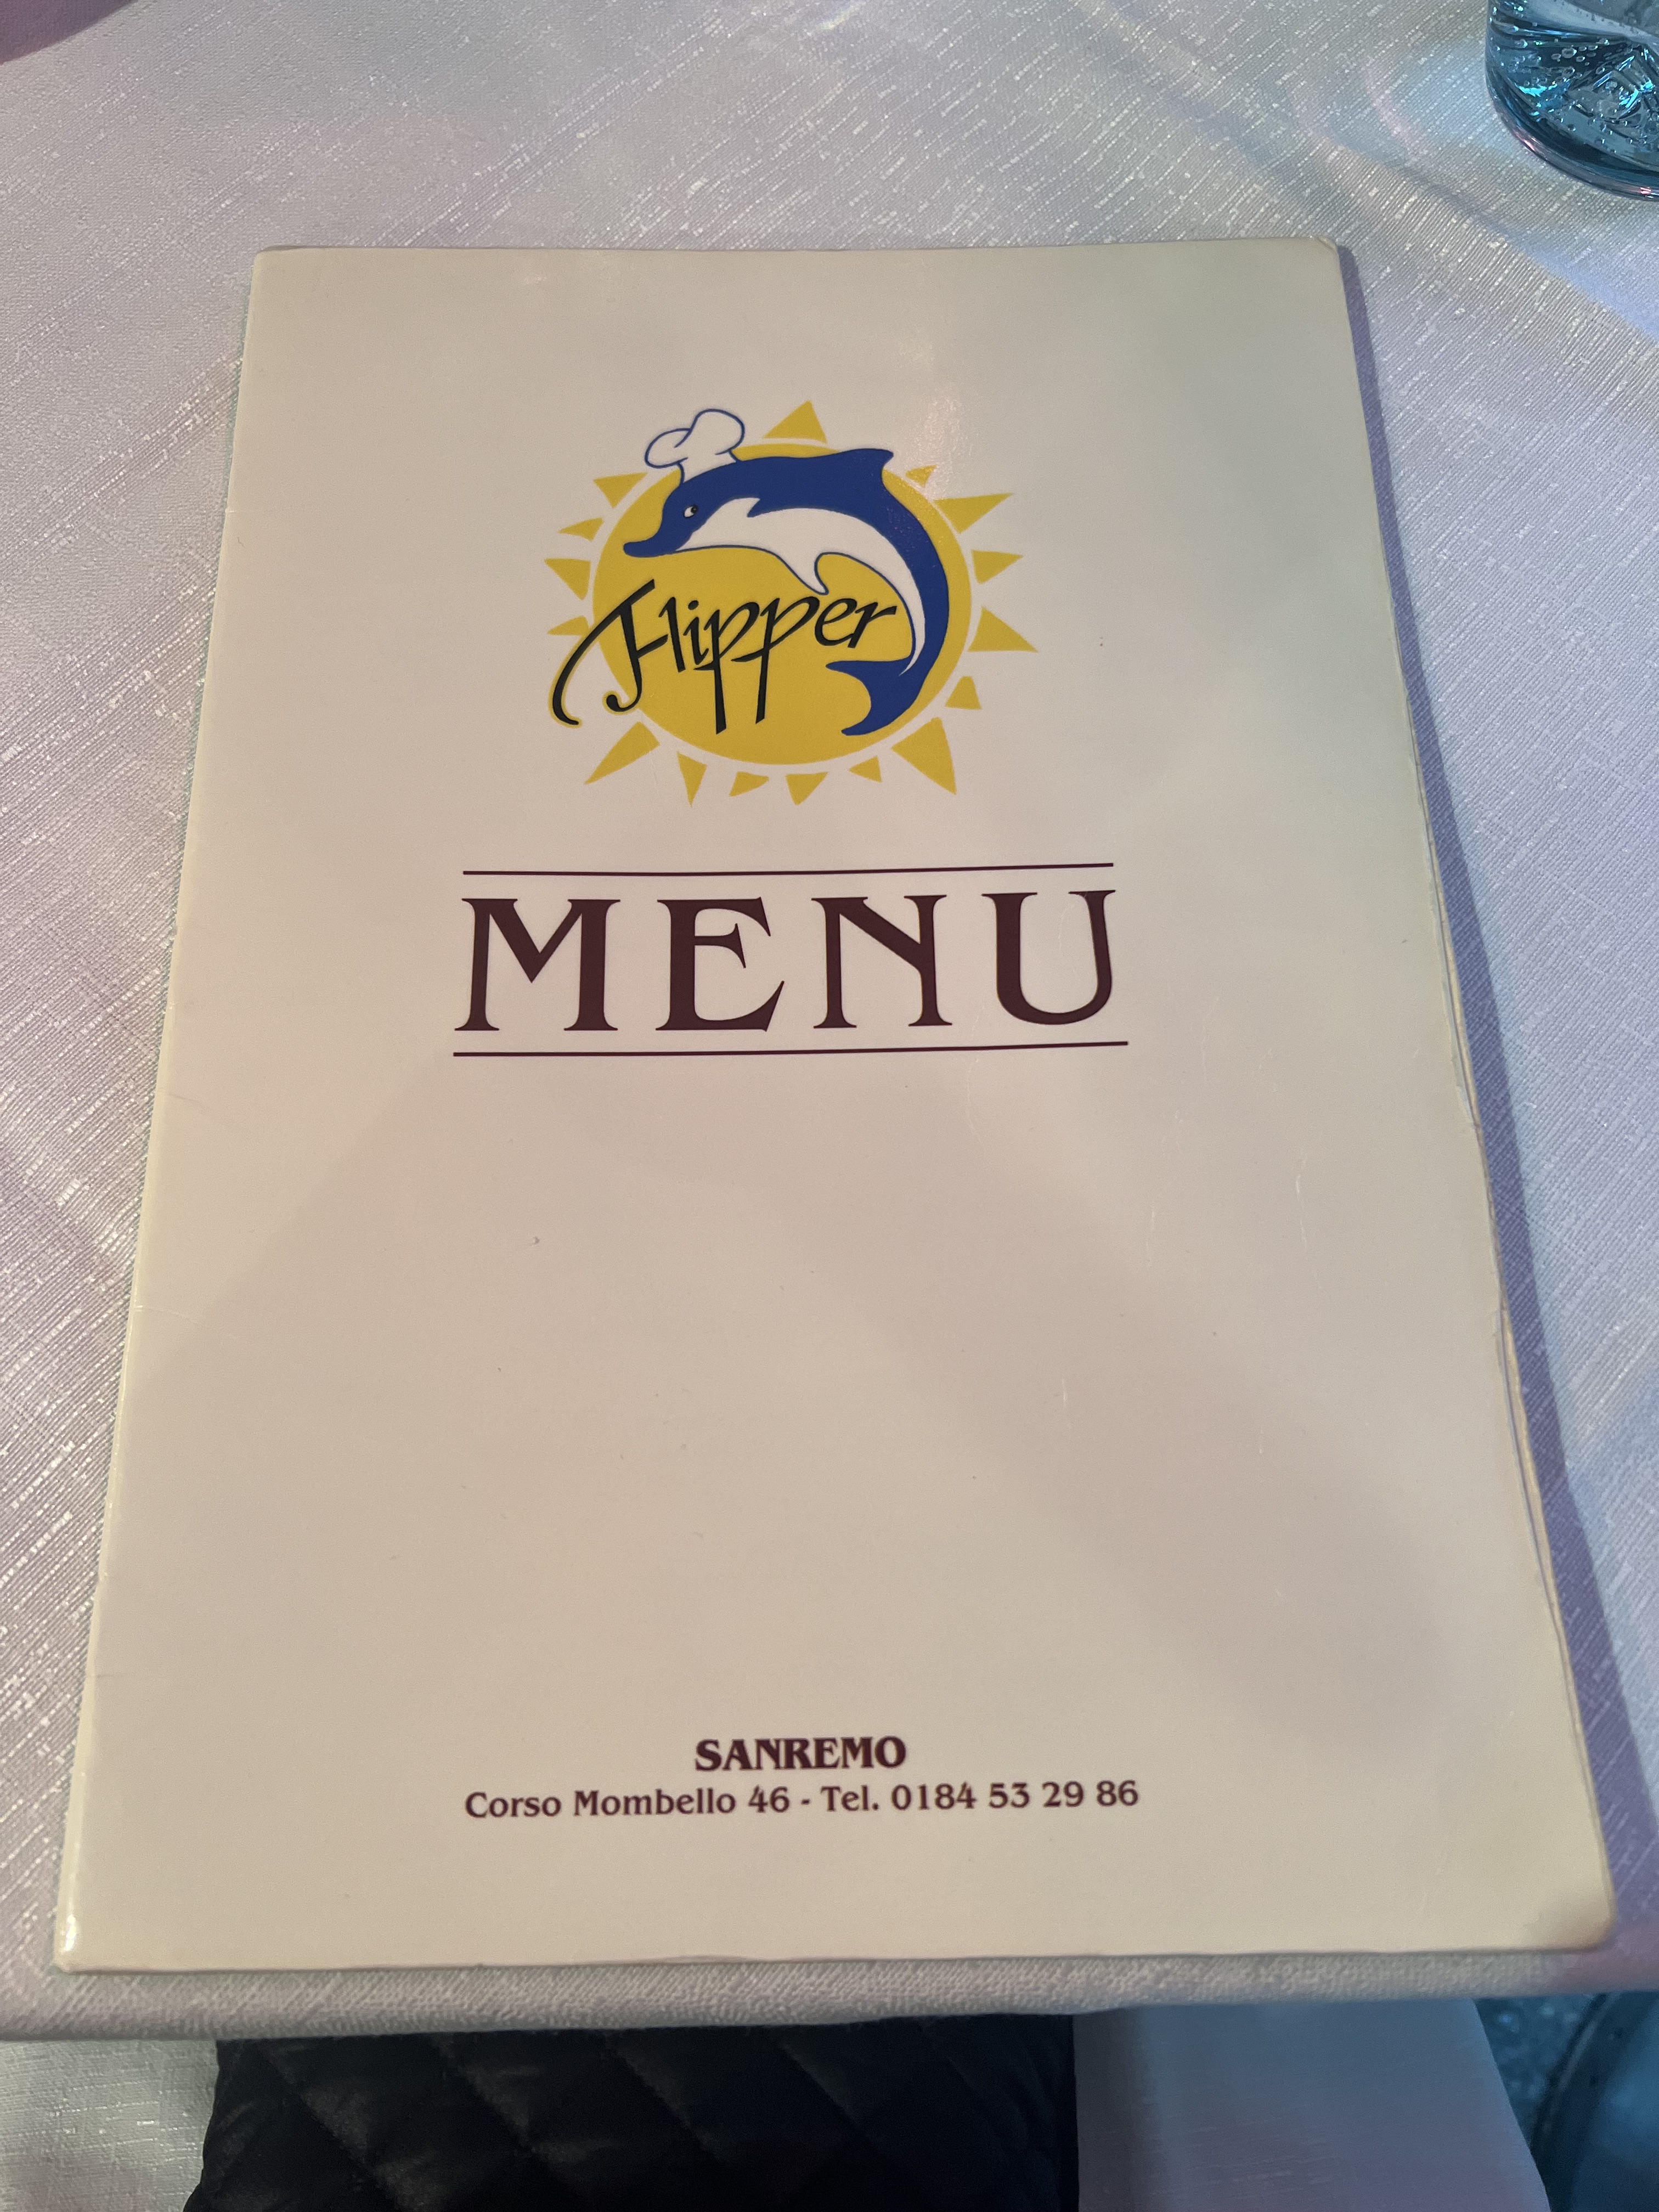 Flipper
MENU
SANREMO
Corso Mombello 46 - Tel. 0184 53 29 86